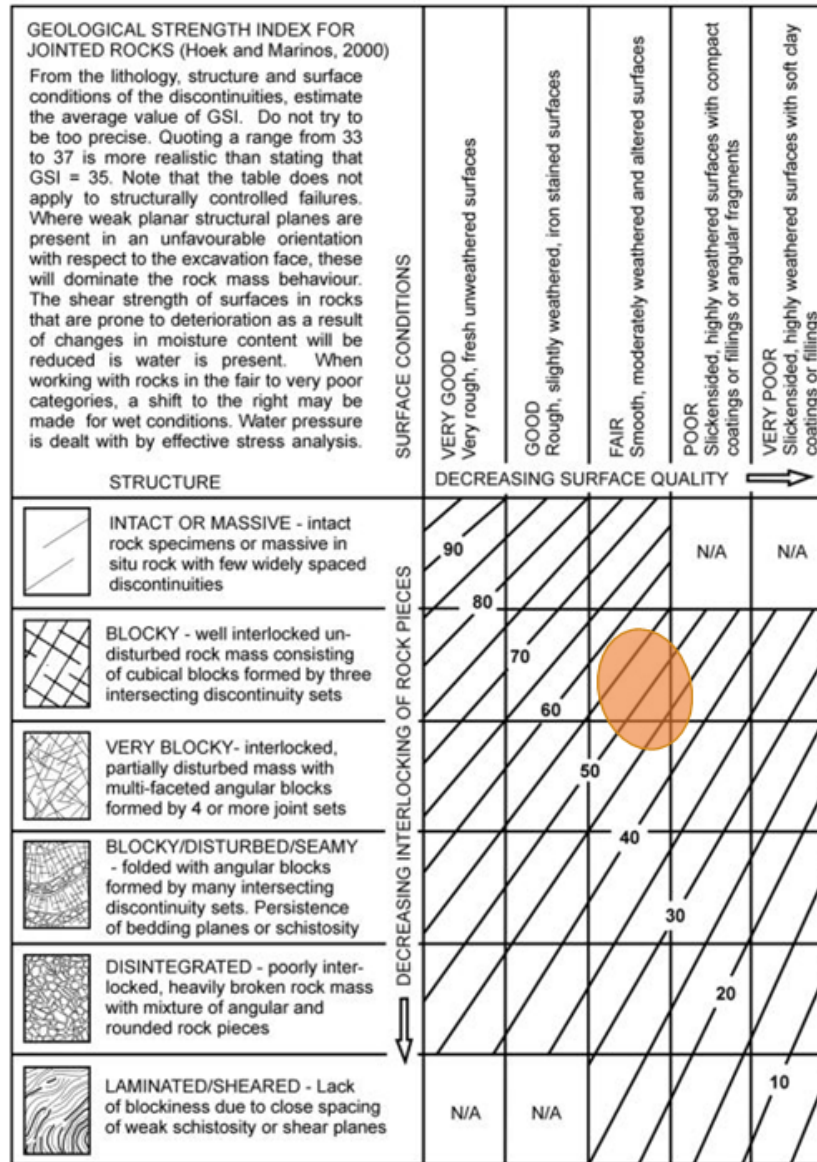 GEOLOGICAL STRENGTH INDEX FOR
JOINTED ROCKS (Hoek and Marinos, 2000)
From the lithology, structure and surface
conditions of the discontinuities, estimate
the average value of GSI. Do not try to
be too precise. Quoting a range from 33
to 37 is more realistic than stating that
GSI = 35. Note that the table does not
apply to structurally controlled failures.
Where weak planar structural planes are
present in an unfavourable orientation
with respect to the excavation face, these
will dominate the rock mass behaviour.
The shear strength of surfaces in rocks
that are prone to deterioration as a result
of changes in moisture content will be
reduced is water is present. When
working with rocks in the fair to very poor
categories, a shift to the right may be
made for wet conditions. Water pressure
is dealt with by effective stress analysis.
STRUCTURE
SURFACE CONDITIONS
VERY GOOD
Very rough, fresh unweathered surfaces
GOOD
Rough, slightly weathered, iron stained surfaces
FAIR
Smooth, moderately weathered and altered surfaces
POOR
Slickensided, highly weathered surfaces with compact
coatings or fillings or angular fragments
VERY POOR
Slickensided, highly weathered surfaces with soft clay
coatings or fillings
DECREASING SURFACE QUALITY
INTACT OR MASSIVE - intact
rock specimens or massive in
situ rock with few widely spaced
discontinuities
BLOCKY - well interlocked un-
disturbed rock mass consisting
of cubical blocks formed by three
intersecting discontinuity sets
VERY BLOCKY- interlocked,
partially disturbed mass with
multi-faceted angular blocks
formed by 4 or more joint sets
BLOCKY/DISTURBED/SEAMY
- folded with angular blocks
formed by many intersecting
discontinuity sets. Persistence
of bedding planes or schistosity
DISINTEGRATED - poorly inter-
locked, heavily broken rock mass
with mixture of angular and
rounded rock pieces
LAMINATED/SHEARED - Lack
of blockiness due to close spacing
of weak schistosity or shear planes
DECREASING INTERLOCKING OF ROCK PIECES
90
N/A
N/A
80
70
60
50
40
30
20
10
N/A
N/A